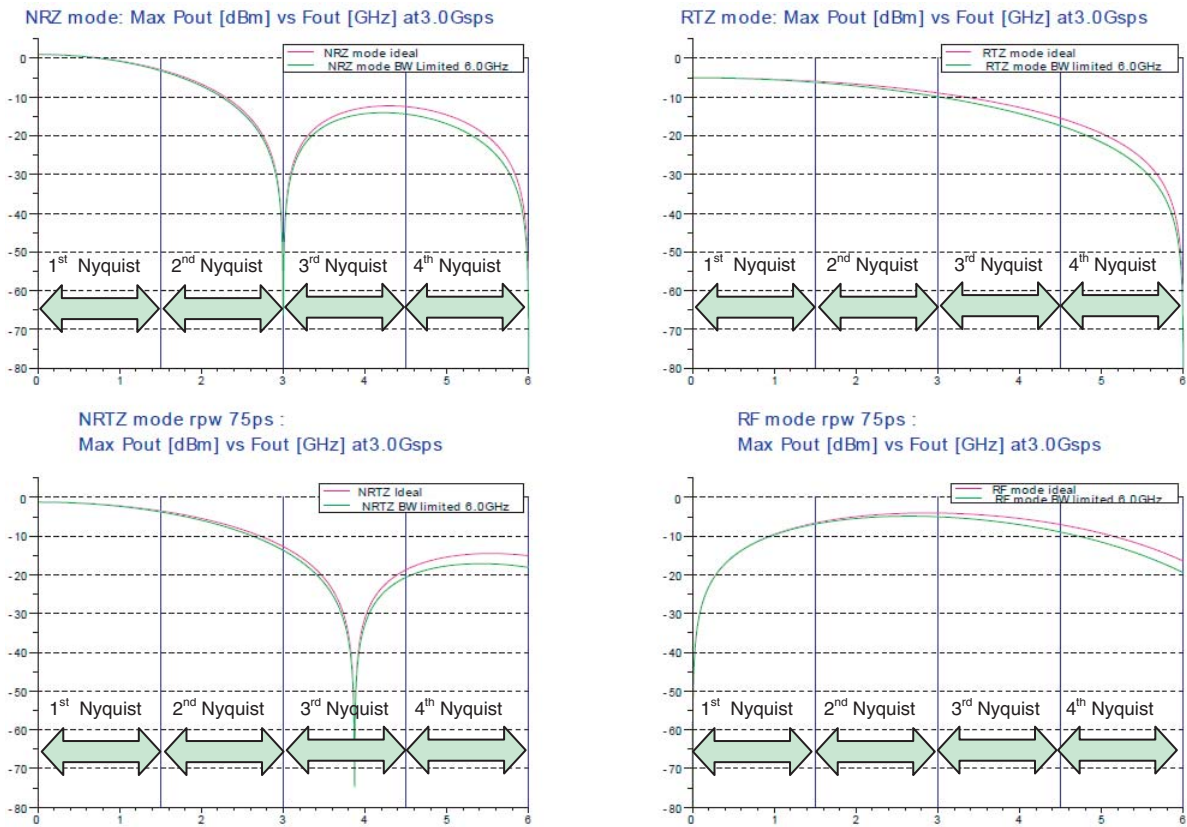 NRZ mode: Max Pout [dBm] vs Fout [GHz] at3.0Gsps
NRZ mode ideal
NRZ mode BW Limited 6.0GHz
0
-10
-20
-30
-40
-50
-60
-70
-80
1st Nyquist
2nd Nyquist
3rd Nyquist
4th Nyquist
0 1 2 3 4 5 6
RTZ mode: Max Pout [dBm] vs Fout [GHz] at3.0Gsps
RTZ mode ideal
RTZ mode BW limited 6.0GHz
0
-10
-20
-30
-40
-50
-60
-70
-80
1st Nyquist
2nd Nyquist
3rd Nyquist
4th Nyquist
0 1 2 3 4 5 6
NRTZ mode rpw 75ps :
Max Pout [dBm] vs Fout [GHz] at3.0Gsps
NRTZ Ideal
NRTZ BW limited 6.0GHz
0
-10
-20
-30
-40
-50
-60
-70
-80
1st Nyquist
2nd Nyquist
3rd Nyquist
4th Nyquist
0 1 2 3 4 5 6
RF mode rpw 75ps :
Max Pout [dBm] vs Fout [GHz] at3.0Gsps
RF mode ideal
RF mode BW limited 6.0GHz
0
-10
-20
-30
-40
-50
-60
-70
-80
1st Nyquist
2nd Nyquist
3rd Nyquist
4th Nyquist
0 1 2 3 4 5 6